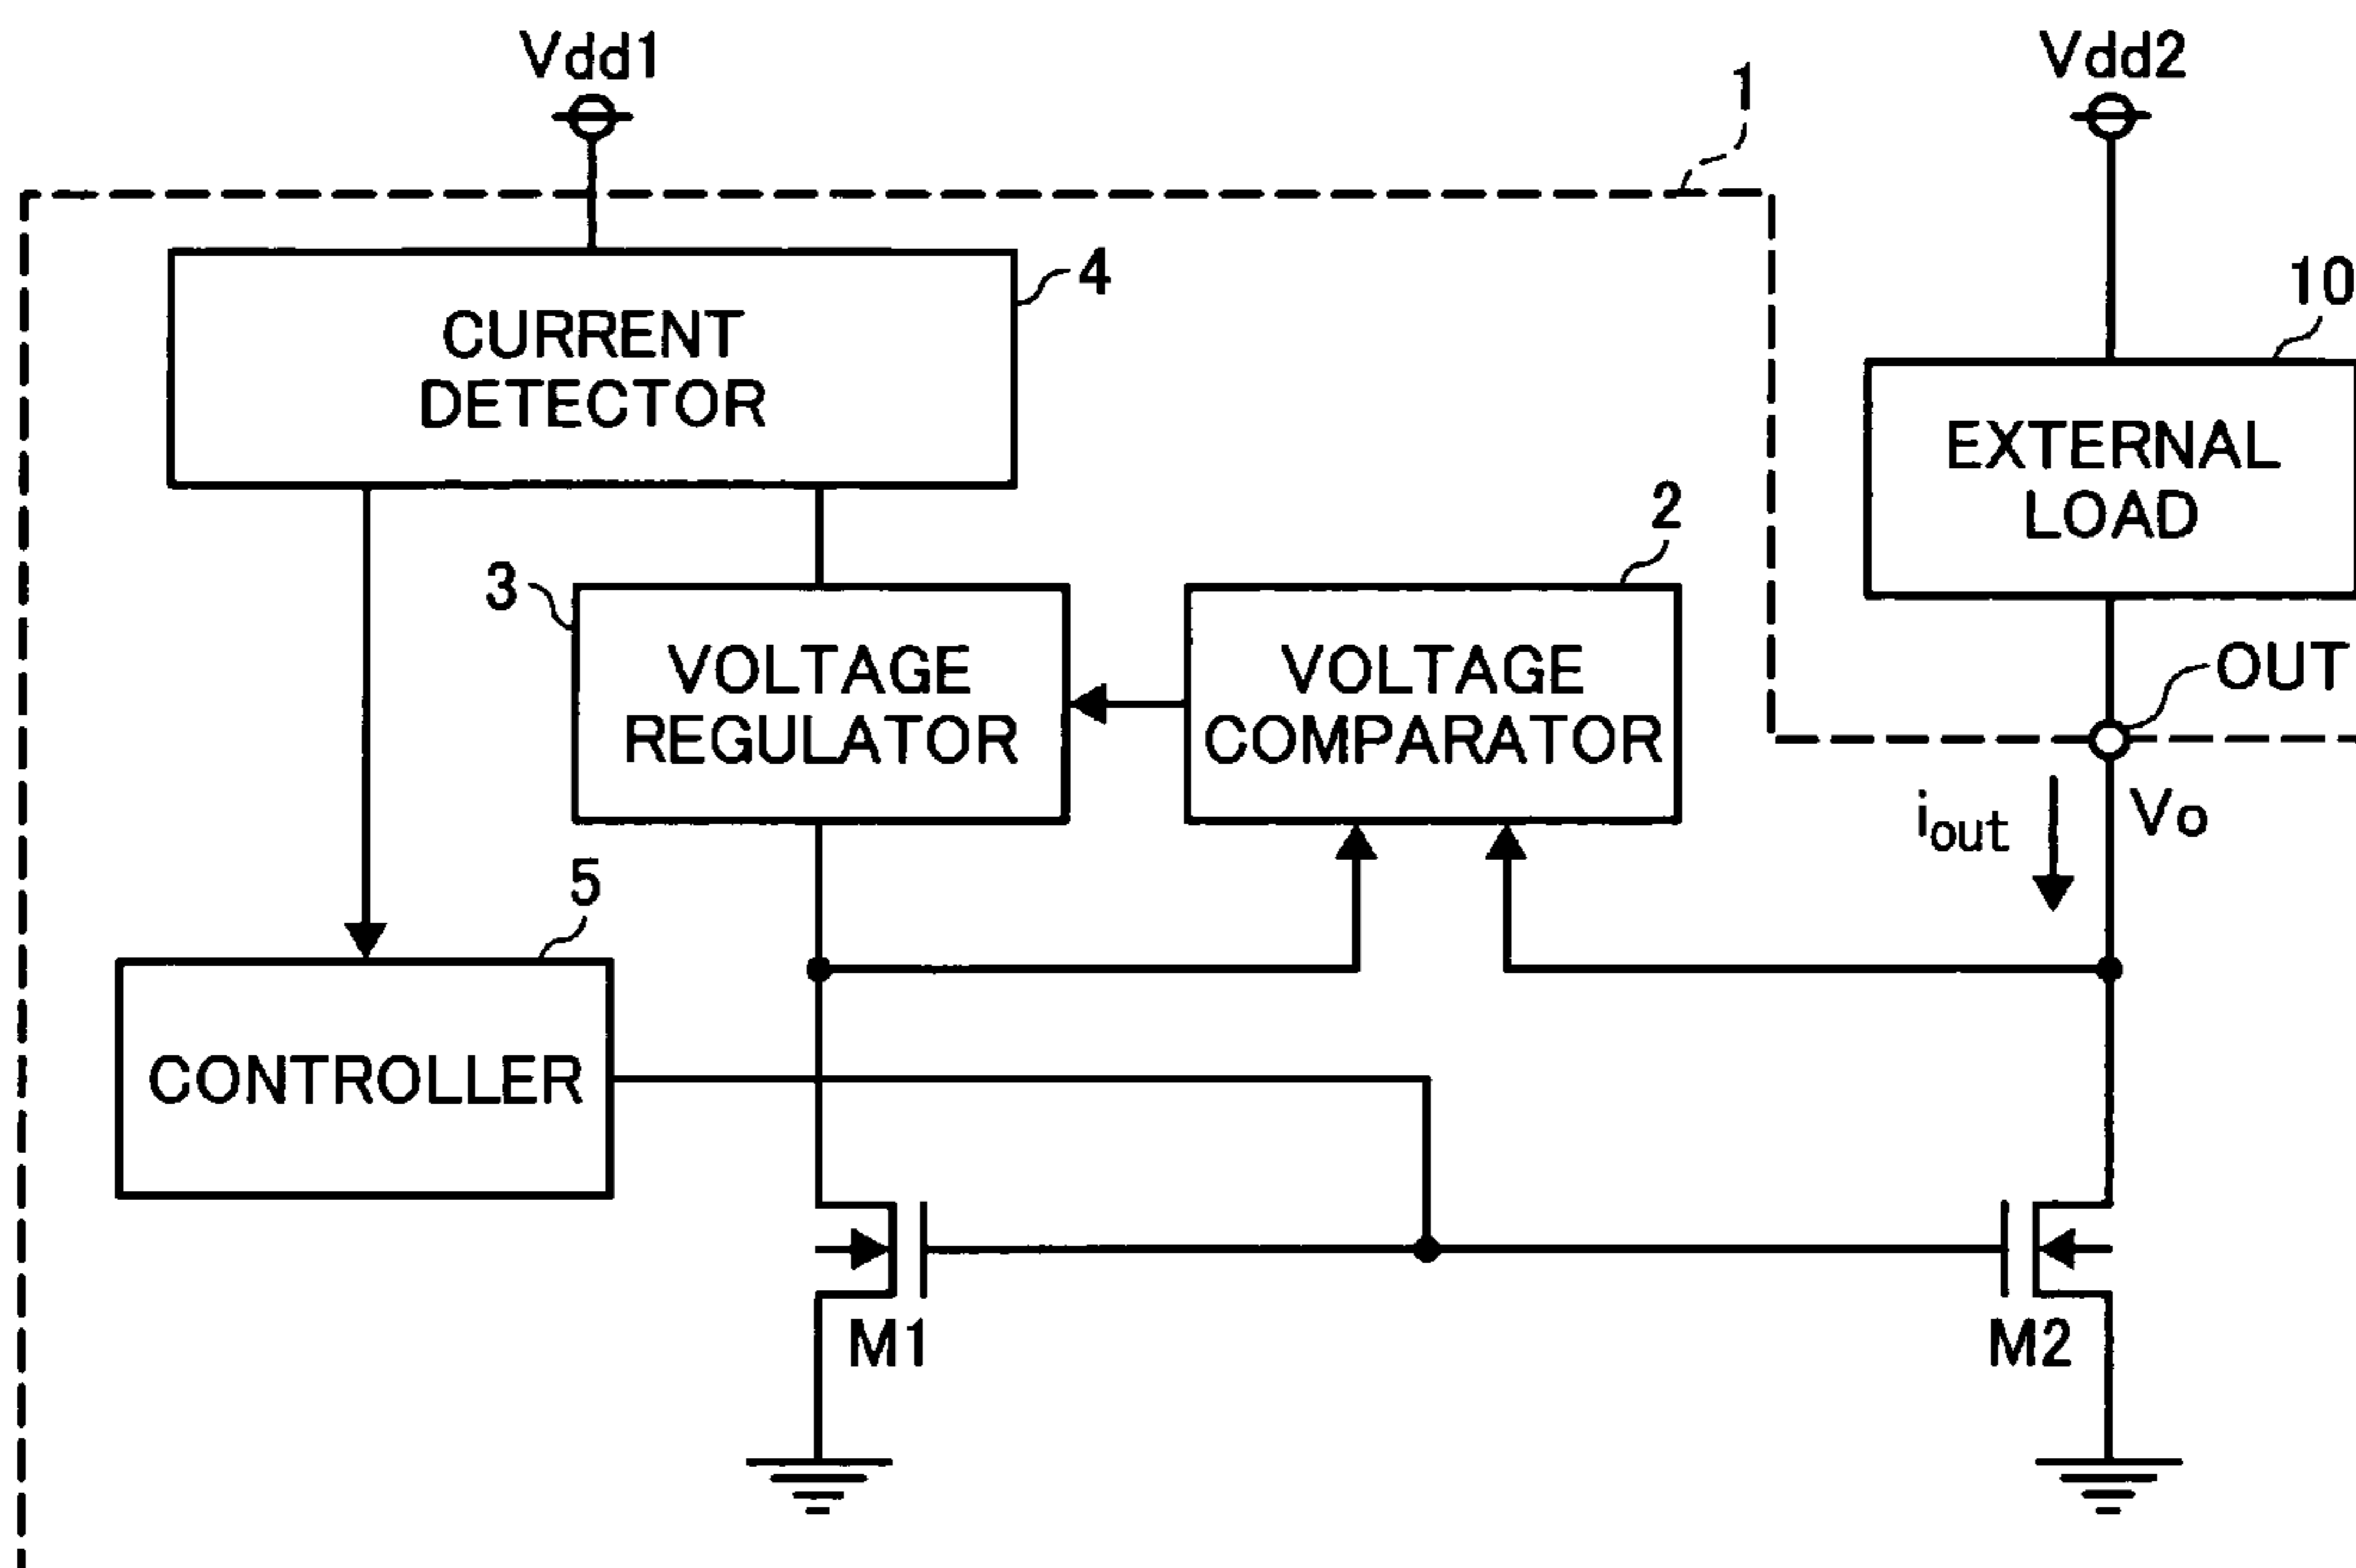 Vdd1
Vdd2
1
4
10
CURRENT
DETECTOR
EXTERNAL
LOAD
2
3
VOLTAGE
REGULATOR
VOLTAGE
COMPARATOR
OUT
iout
Vo
5
CONTROLLER
M1
M2